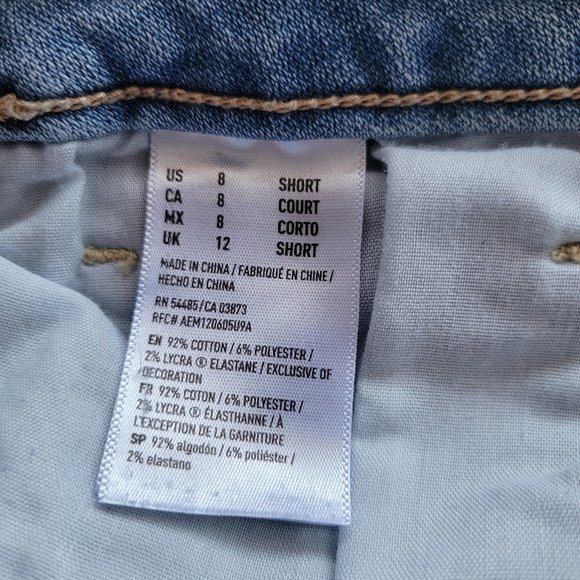 US 8 SHORT
CA 8 COURT
MX 8 CORTO
UK 12 SHORT
MADE IN CHINA / FABRIQUÉ EN CHINE /
HECHO EN CHINA
RN 54485/CA 03873
RFC# AEM120605U9A
EN 92% COTTON / 6% POLYESTER /
2% LYCRA ® ELASTANE / EXCLUSIVE OF
DECORATION
FR 92% COTON / 6% POLYESTER /
2% LYCRA ® ÉLASTHANNE / À
L'EXCEPTION DE LA GARNITURE
SP 92% algodón / 6% poliéster /
2% elastano